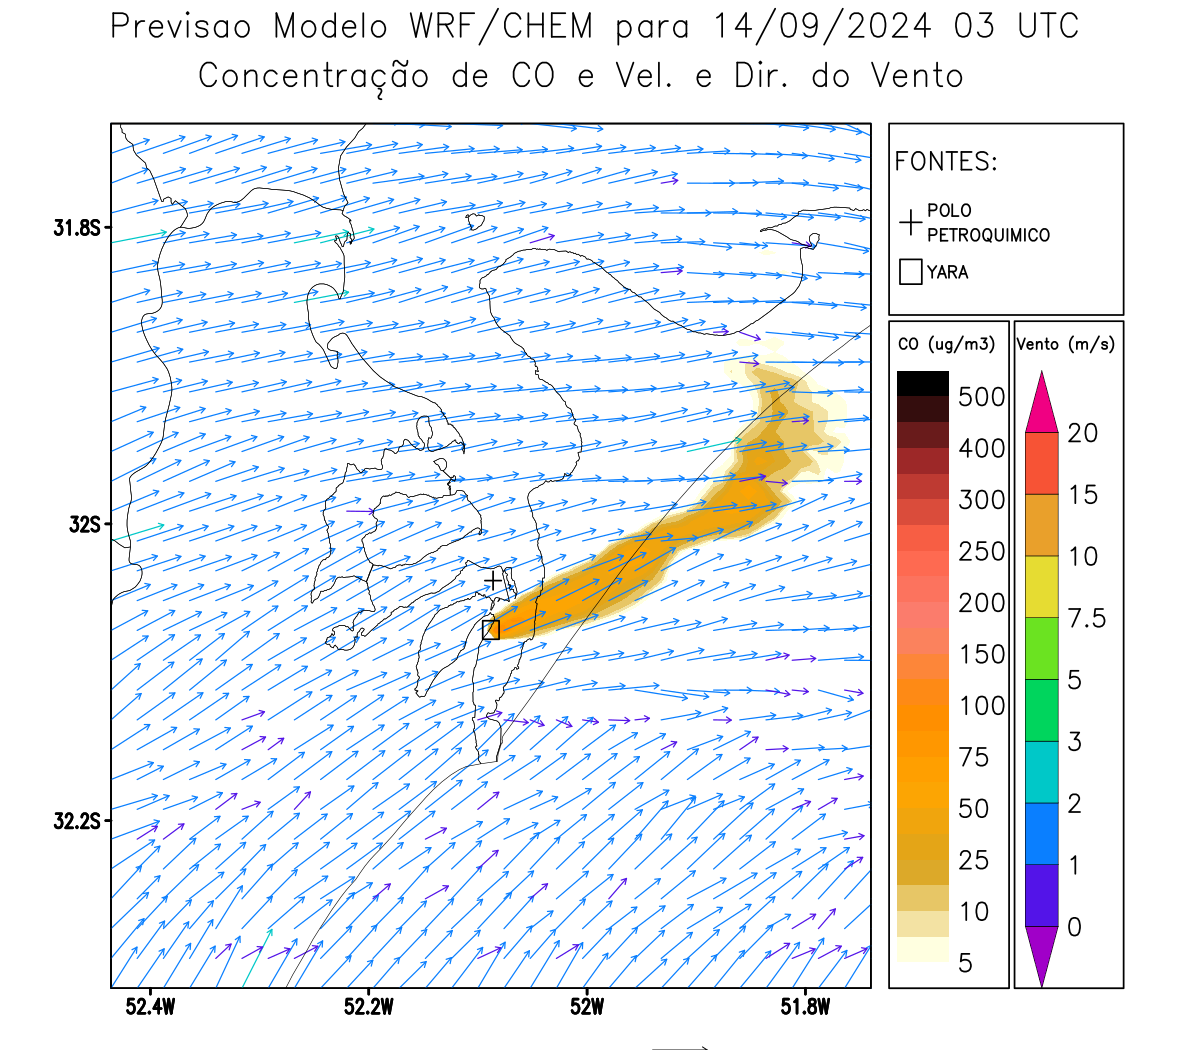 Previsao Modelo WRF/CHEM para 14/09/2024 03 UTC
Concentração de CO e Vel. e Dir. do Vento
FONTES:
POLO
PETROQUIMICO
YARA
CO (ug/m3)
500
400
300
250
200
150
100
75
50
25
10
5
Vento (m/s)
20
15
10
7.5
5
3
2
1
0
31.8S
32S
32.2S
52.4W
52.2W
52W
51.8W